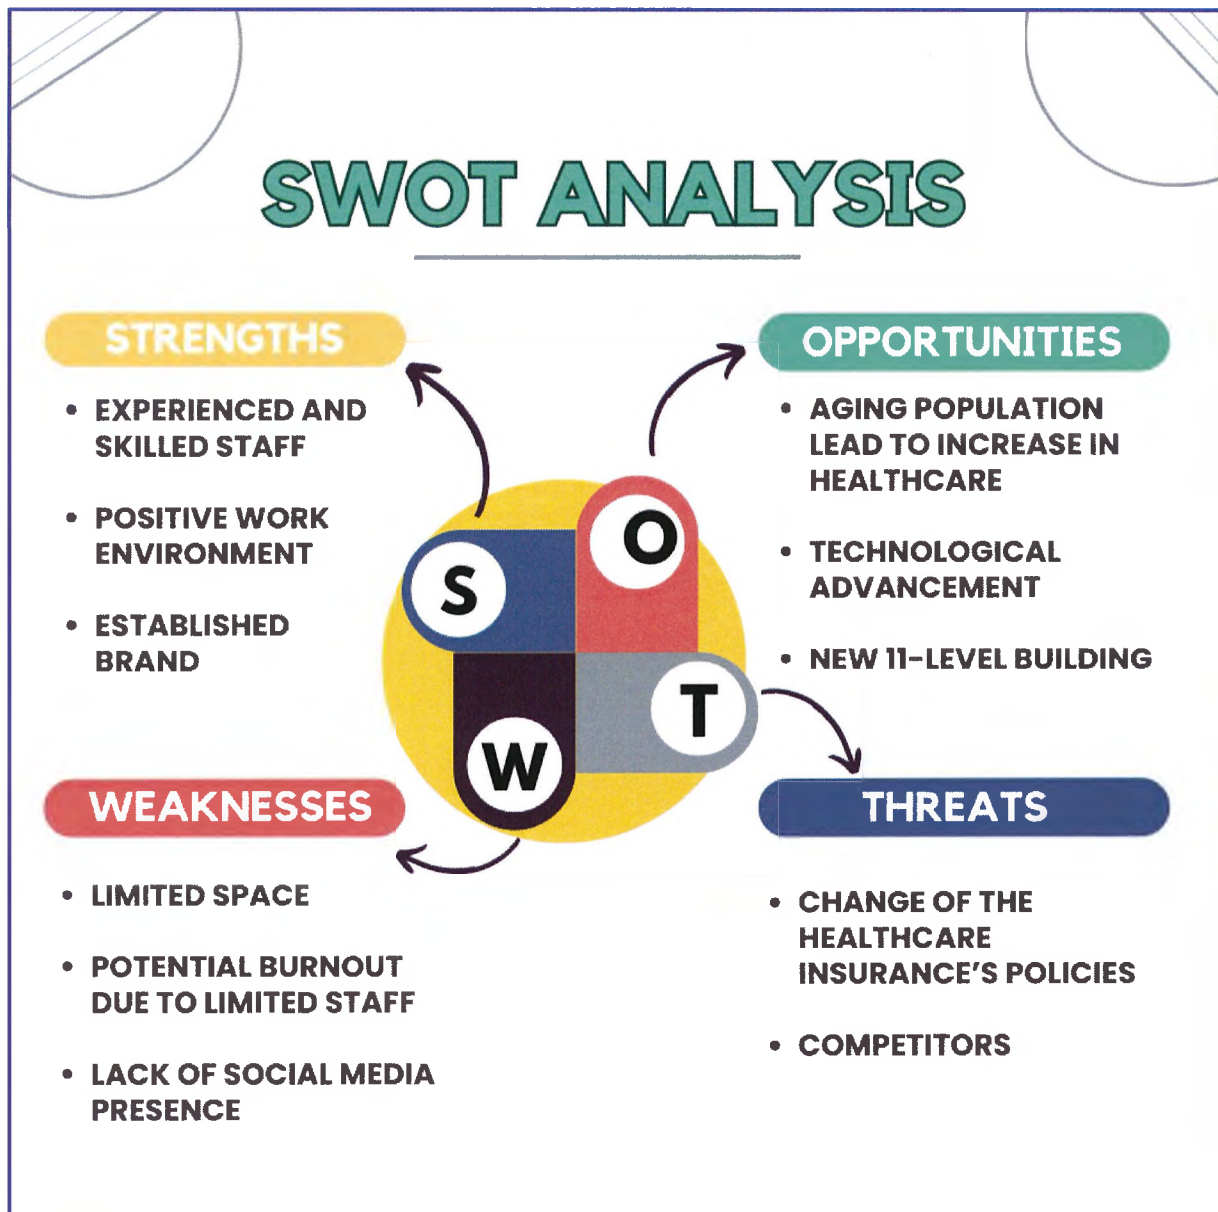 SWOT ANALYSIS
STRENGTHS
• EXPERIENCED AND
SKILLED STAFF
• POSITIVE WORK
ENVIRONMENT
• ESTABLISHED
BRAND
OPPORTUNITIES
• AGING POPULATION
LEAD TO INCREASE IN
HEALTHCARE
• TECHNOLOGICAL
ADVANCEMENT
• NEW 11-LEVEL BUILDING
S
O
W
T
WEAKNESSES
• LIMITED SPACE
• POTENTIAL BURNOUT
DUE TO LIMITED STAFF
• LACK OF SOCIAL MEDIA
PRESENCE
THREATS
• CHANGE OF THE
HEALTHCARE
INSURANCE'S POLICIES
• COMPETITORS